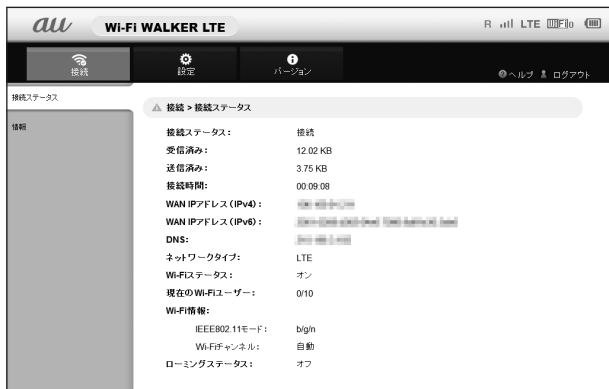 au Wi-Fi WALKER LTE
R LTE
接続 設定 バージョン
ヘルプ ログアウト
接続ステータス
情報
接続 > 接続ステータス
接続ステータス: 接続
受信済み: 12.02 KB
送信済み: 3.75 KB
接続時間: 00:09:08
WAN IPアドレス (IPv4):
WAN IPアドレス (IPv6):
DNS:
ネットワークタイプ: LTE
Wi-Fiステータス: オン
現在のWi-Fiユーザー: 0/10
Wi-Fi情報:
IEEE802.11モード: b/g/n
Wi-Fiチャンネル: 自動
ローミングステータス: オフ